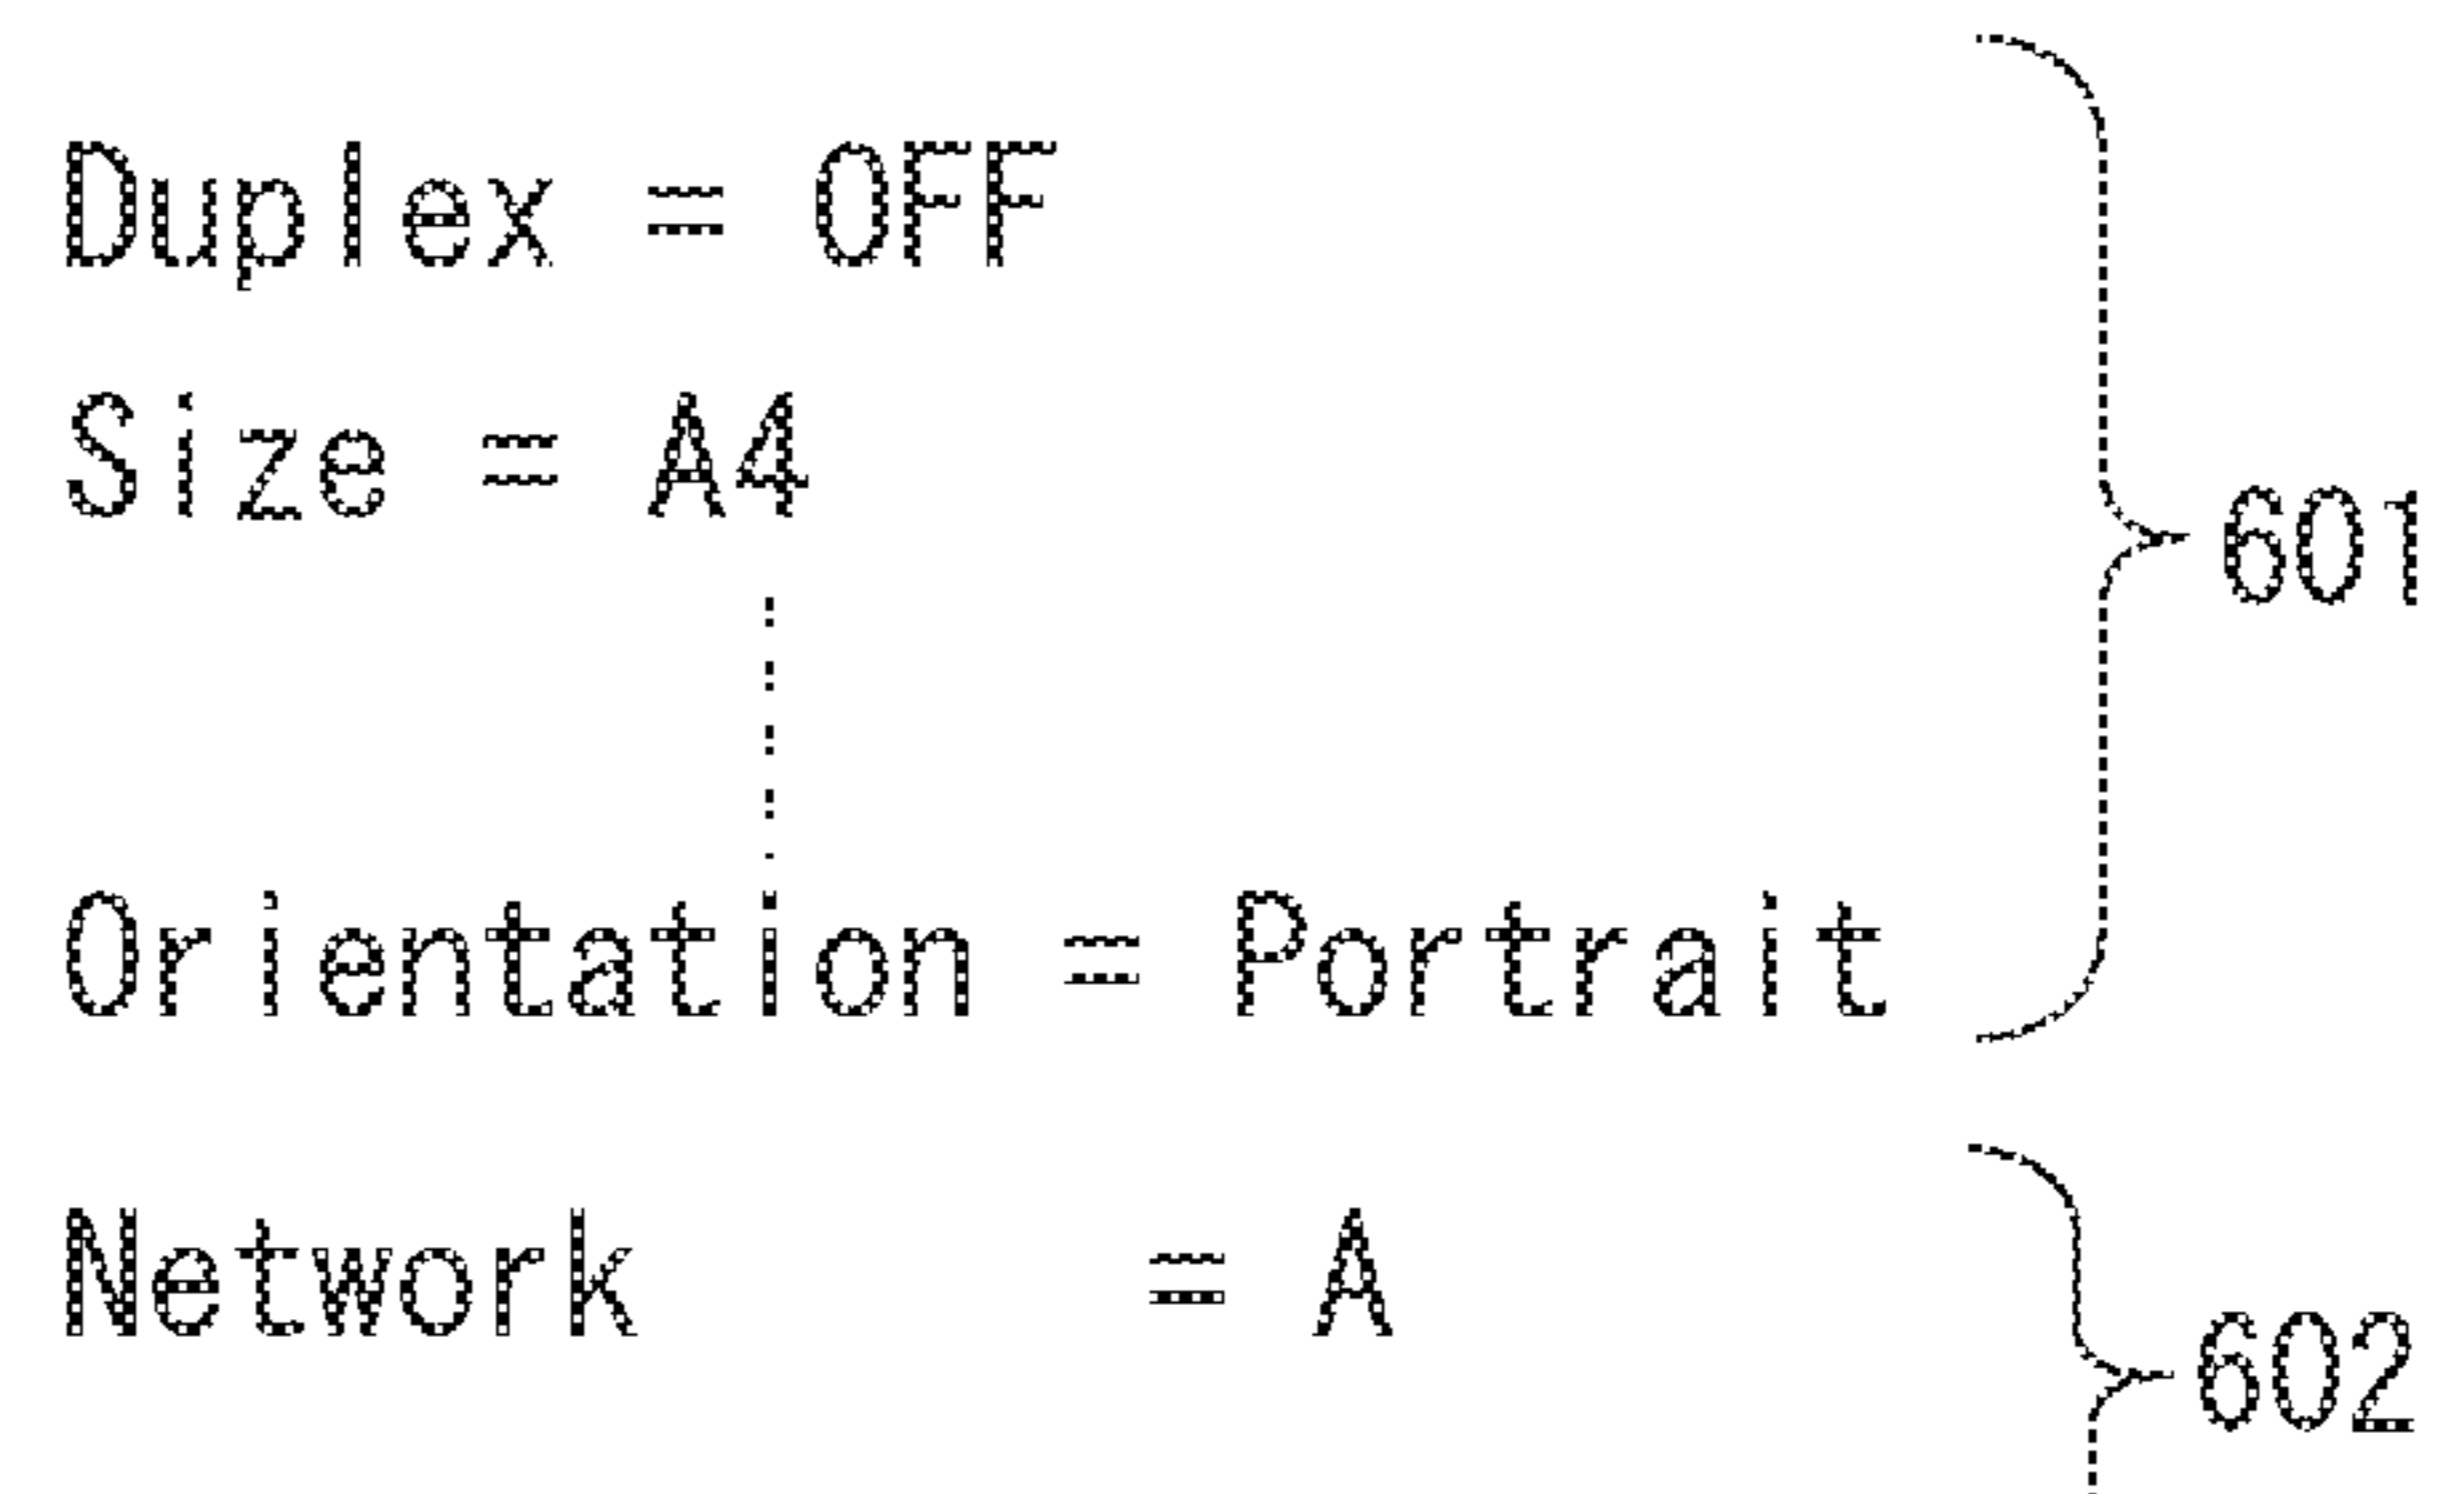 Duplex = OFF
Size = A4
601
Orientation = Portrait
Network = A
602